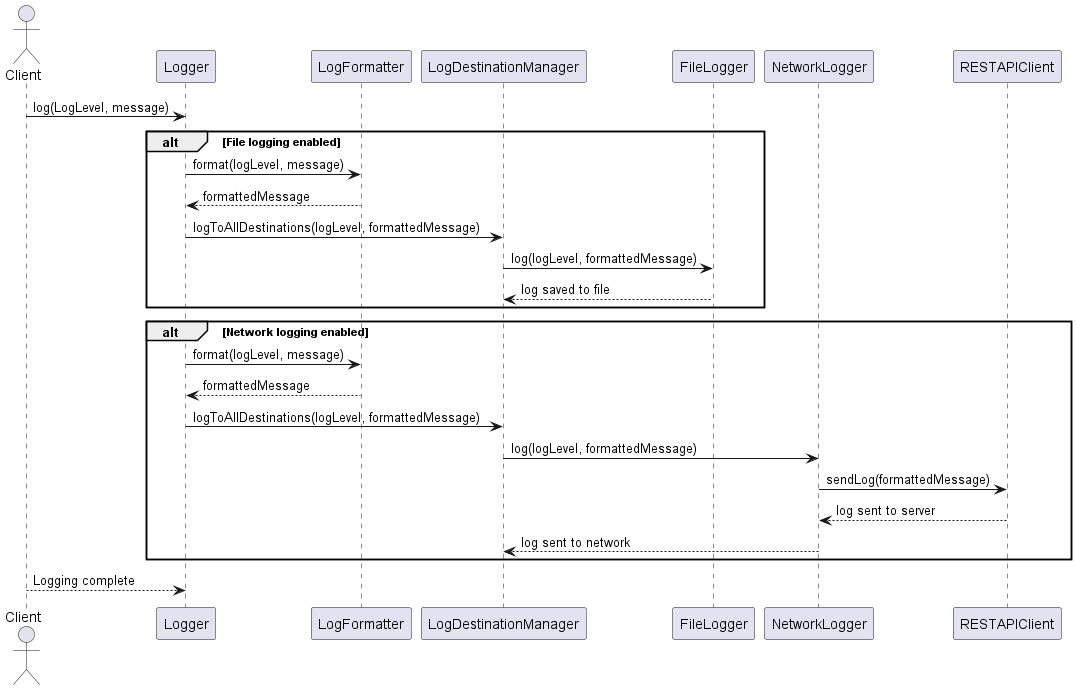 Client
Logger
LogFormatter
LogDestinationManager
FileLogger
NetworkLogger
RESTAPIClient
log(LogLevel, message)
alt
[File logging enabled]
format(logLevel, message)
formattedMessage
logToAllDestinations(logLevel, formattedMessage)
log(logLevel, formattedMessage)
log saved to file
alt
[Network logging enabled]
format(logLevel, message)
formattedMessage
logToAllDestinations(logLevel, formattedMessage)
log(logLevel, formattedMessage)
sendLog(formattedMessage)
log sent to server
log sent to network
Logging complete
Client
Logger
LogFormatter
LogDestinationManager
FileLogger
NetworkLogger
RESTAPIClient